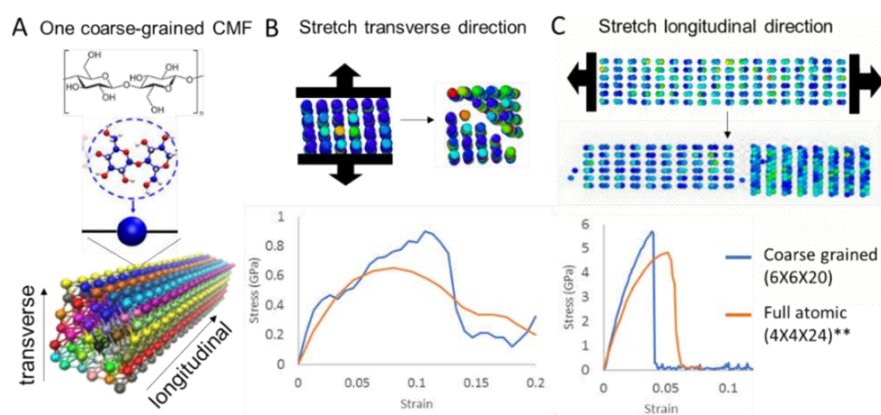 A One coarse-grained CMF
OH
HO
O
OH
O
HO
O
OH
OH
n
transverse
longitudinal
B Stretch transverse direction
Stress (GPa)
1
0.8
0.6
0.4
0.2
0
0 0.05 0.1 0.15 0.2
Strain
C Stretch longitudinal direction
Stress (GPa)
6
5
4
3
2
1
0
0 0.05 0.1
Strain
Coarse grained
(6X6X20)
Full atomic
(4X4X24)**